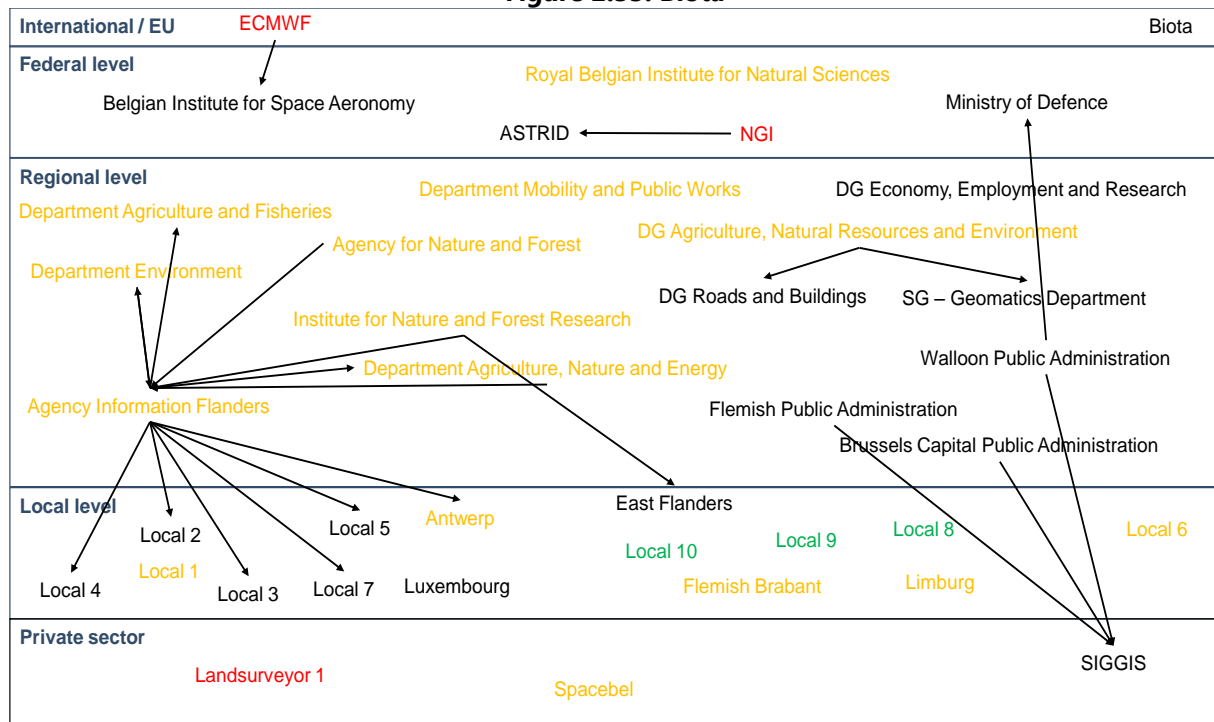 International / EU
ECMWF
Biota
Federal level
Royal Belgian Institute for Natural Sciences
Belgian Institute for Space Aeronomy
Ministry of Defence
ASTRID
NGI
Regional level
Department Mobility and Public Works
DG Economy, Employment and Research
Department Agriculture and Fisheries
Agency for Nature and Forest
DG Agriculture, Natural Resources and Environment
Department Environment
DG Roads and Buildings
SG – Geomatics Department
Institute for Nature and Forest Research
Walloon Public Administration
Department Agriculture, Nature and Energy
Agency Information Flanders
Flemish Public Administration
Brussels Capital Public Administration
Local level
East Flanders
Antwerp
Local 5
Local 2
Local 8
Local 6
Local 9
Local 10
Local 1
Local 4
Local 3
Local 7
Luxembourg
Flemish Brabant
Limburg
Private sector
SIGGIS
Landsurveyor 1
Spacebel